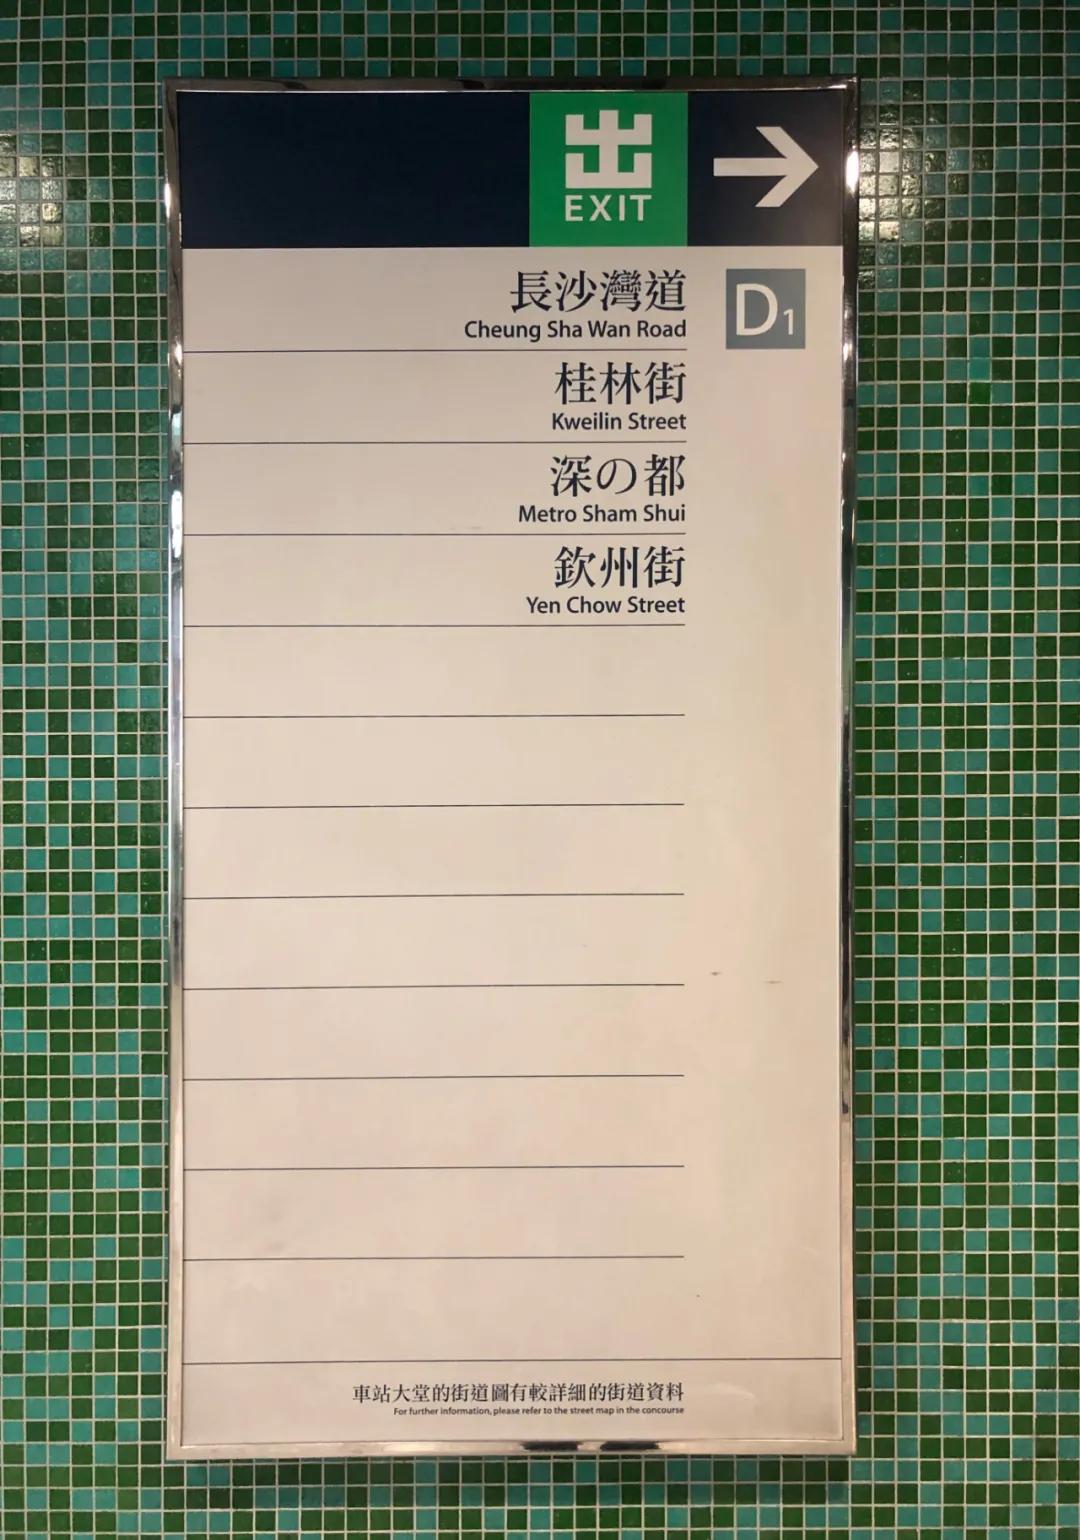 出
EXIT
→
長沙灣道
D1
Cheung Sha Wan Road
桂林街
Kweilin Street
深の都
Metro Sham Shui
欽州街
Yen Chow Street
車站大堂的街道圖有較詳細的街道資料
For further information, please refer to the street map in the concourse